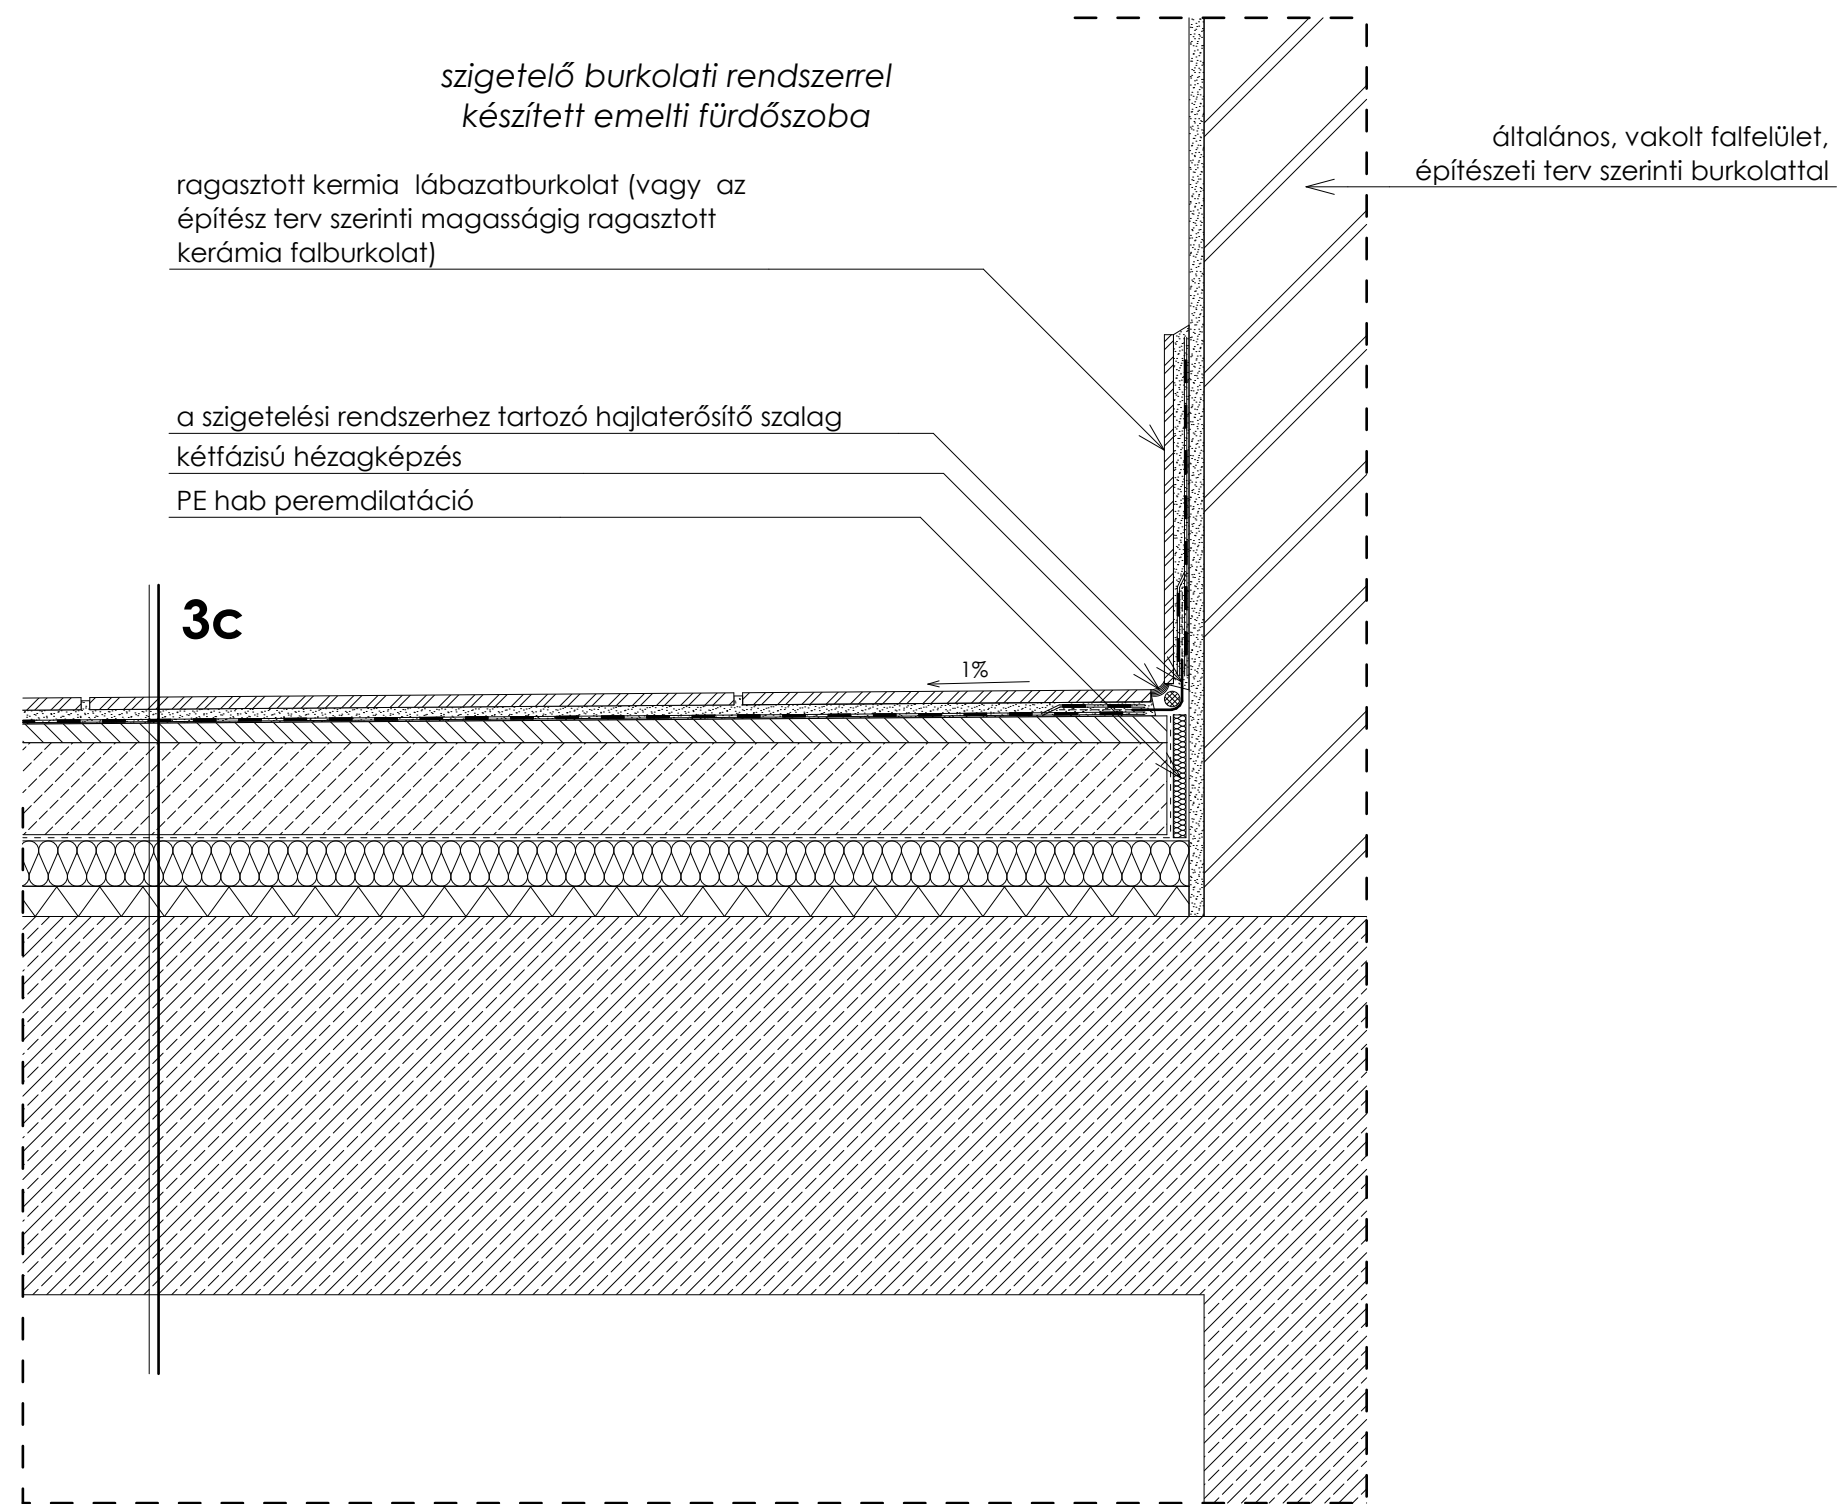 szigetelő burkolati rendszerrel
készített emelti fürdőszoba
általános, vakolt falfelület,
építészeti terv szerinti burkolattal
ragasztott kermia lábazatburkolat (vagy az
építész terv szerinti magasságig ragasztott
kerámia falburkolat)
a szigetelési rendszerhez tartozó hajlaterősítő szalag
kétfázisú hézagképzés
PE hab peremdilatáció
3c
1%